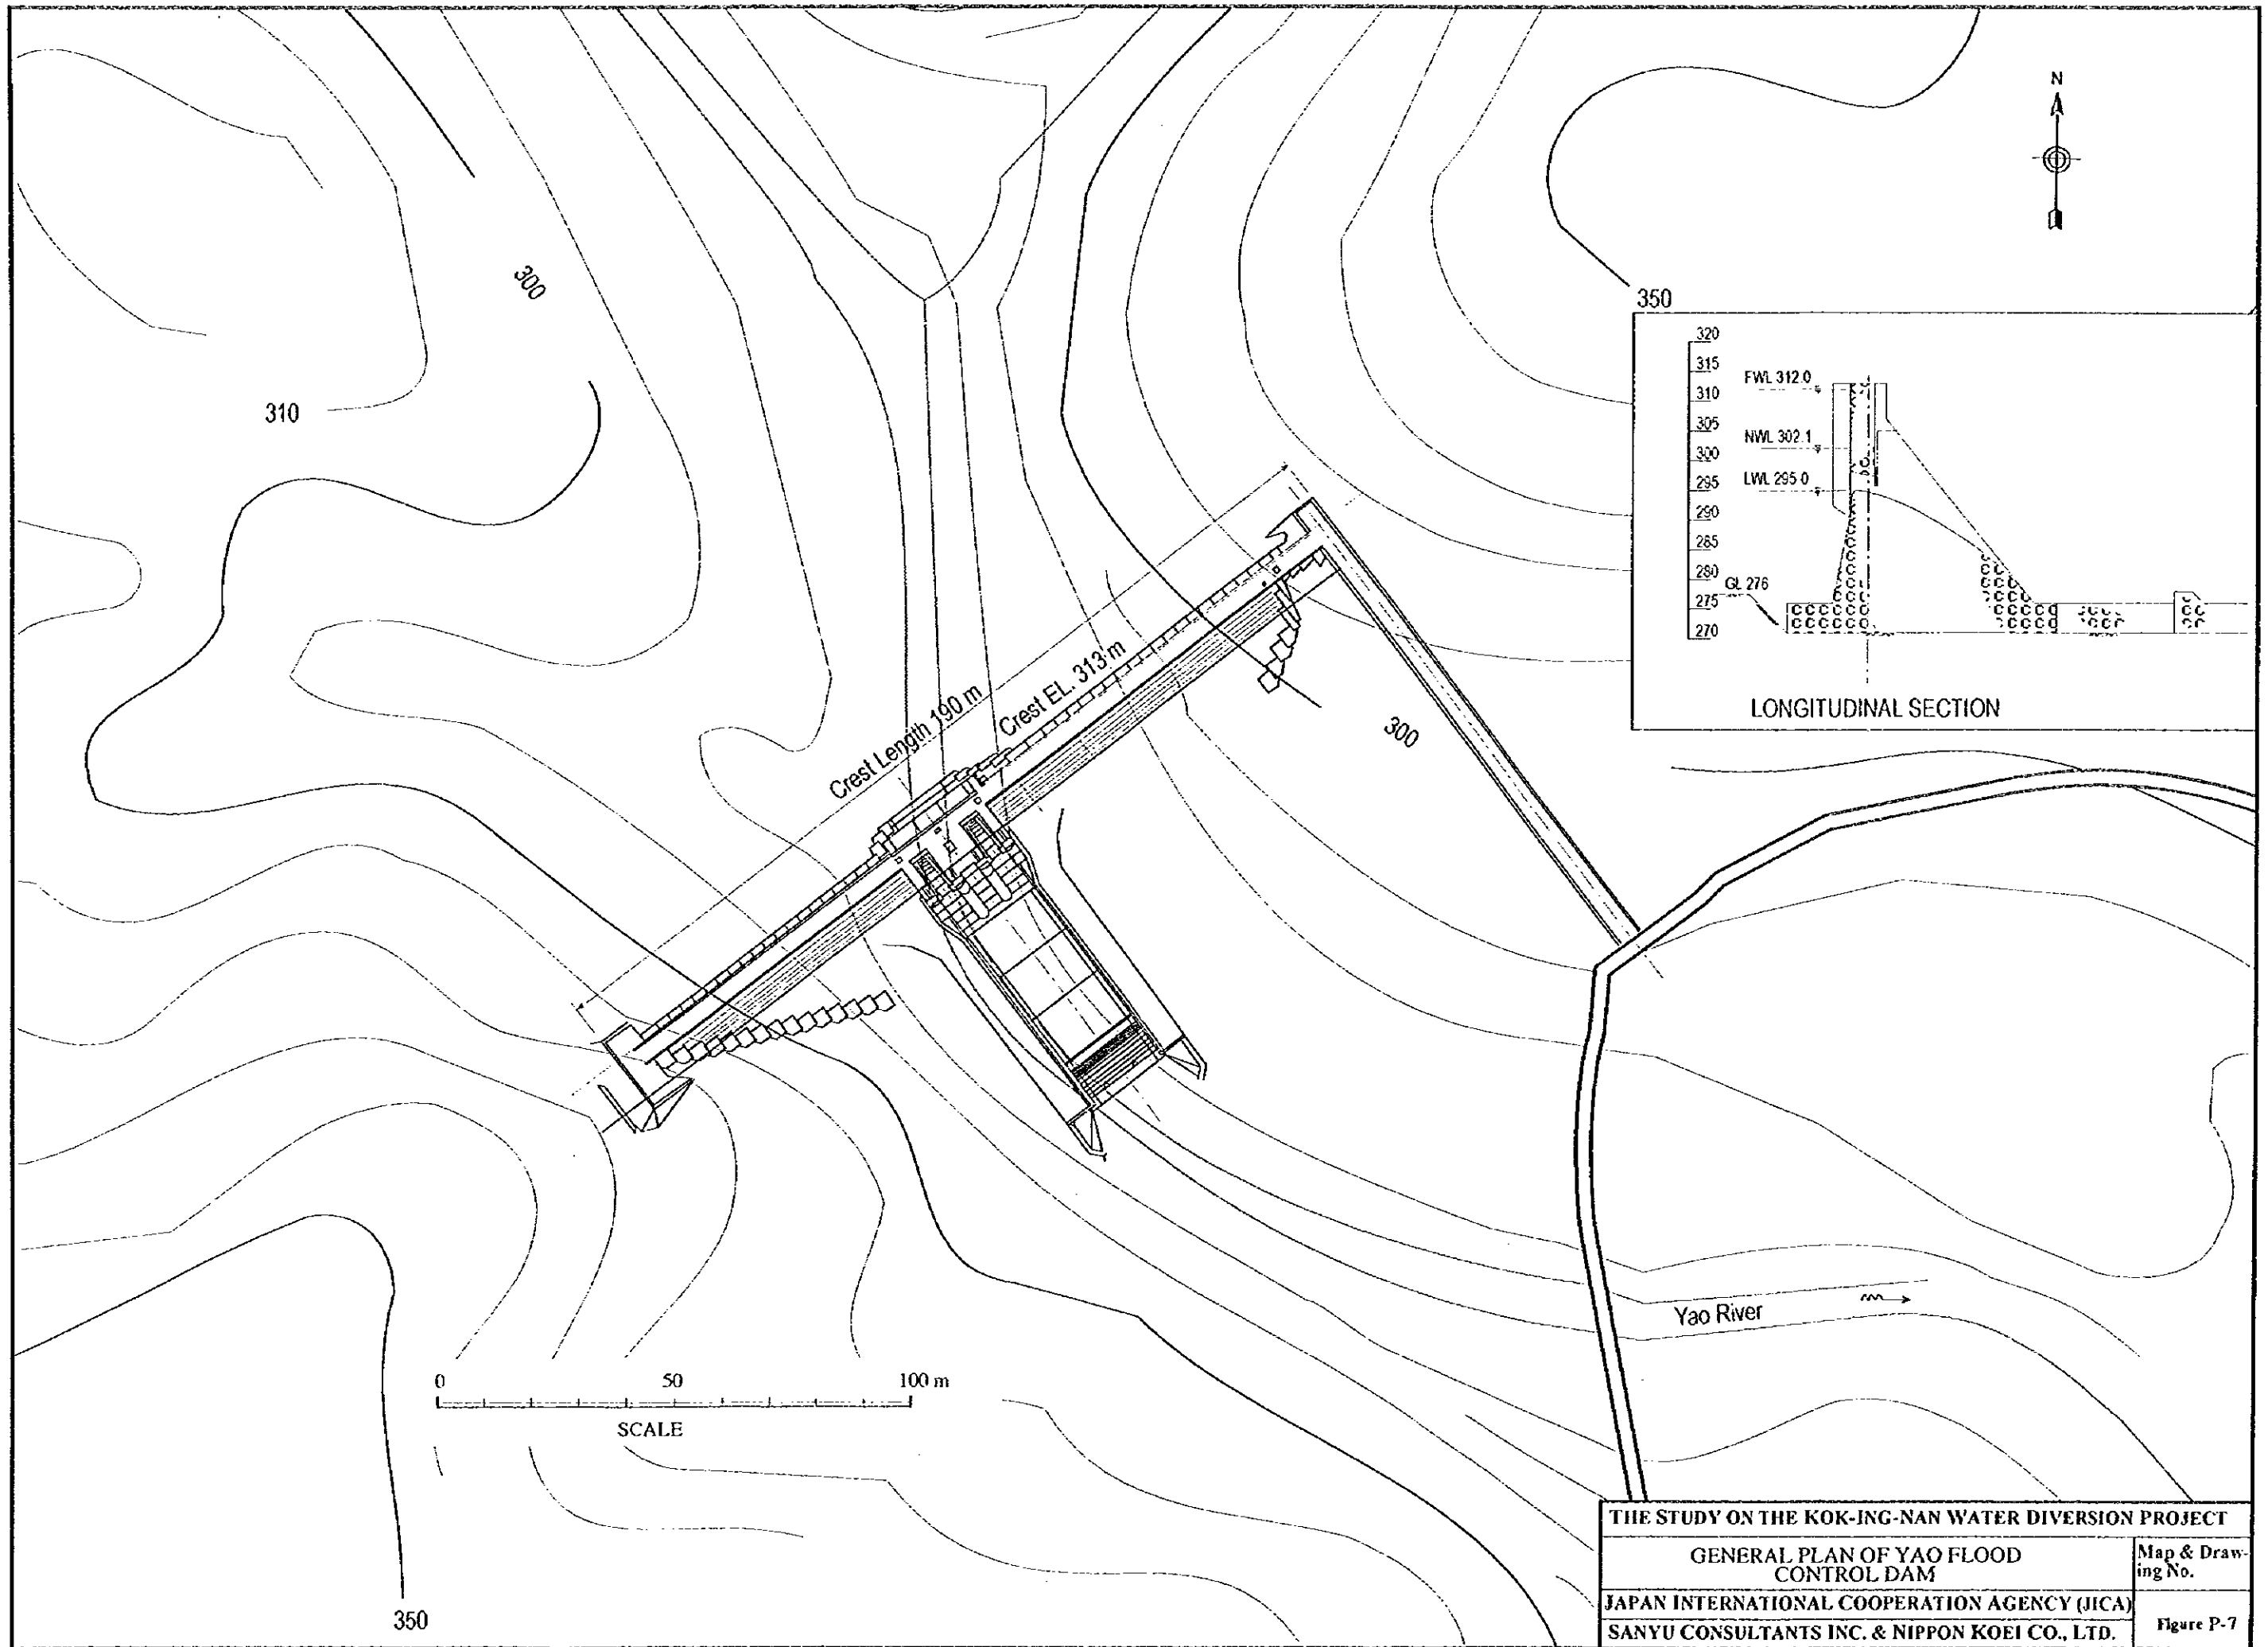 N
300
310
350
320
315
310
305
300
295
290
285
280
275
270
FWL 312.0
NWL 302.1
LWL 295.0
GL 276
LONGITUDINAL SECTION
Crest Length 190 m
Crest EL. 313 m
300
Yao River
0 50 100 m
SCALE
350
THE STUDY ON THE KOK-ING-NAN WATER DIVERSION PROJECT
GENERAL PLAN OF YAO FLOOD
CONTROL DAM
Map & Draw-
ing No.
JAPAN INTERNATIONAL COOPERATION AGENCY (JICA)
SANYU CONSULTANTS INC. & NIPPON KOEI CO., LTD.
Figure P-7